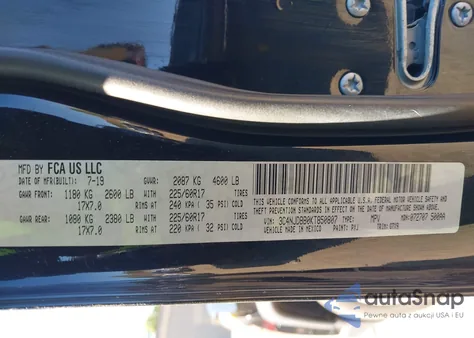 FCA US LLC
DATE OF MFR(BUILT): 7-19 GVWR: 2087 KG 4600 LB
GAWR FRONT: 1180 KG 2600 LB WITH 225/60R17 TIRES
17X7.0 RIMS AT 240 KPA ( 35 PSI) COLD
GAWR REAR: 1080 KG 2380 LB WITH 225/60R17 TIRES
17X7.0 RIMS AT 220 KPA ( 32 PSI) COLD
THIS VEHICLE CONFORMS TO ALL
APPLICABLE U.S.A. FEDERAL MOTOR VEHICLE SAFETY AND
THEFT PREVENTION STANDARDS IN EFFECT ON THE DATE
OF MANUFACTURE SHOWN ABOVE.
VIN: TYPE: MPV MDH:
MADE IN MEXICO PAINT: TRIM:
autoSnap
Pewne auta z aukcji USA i EU